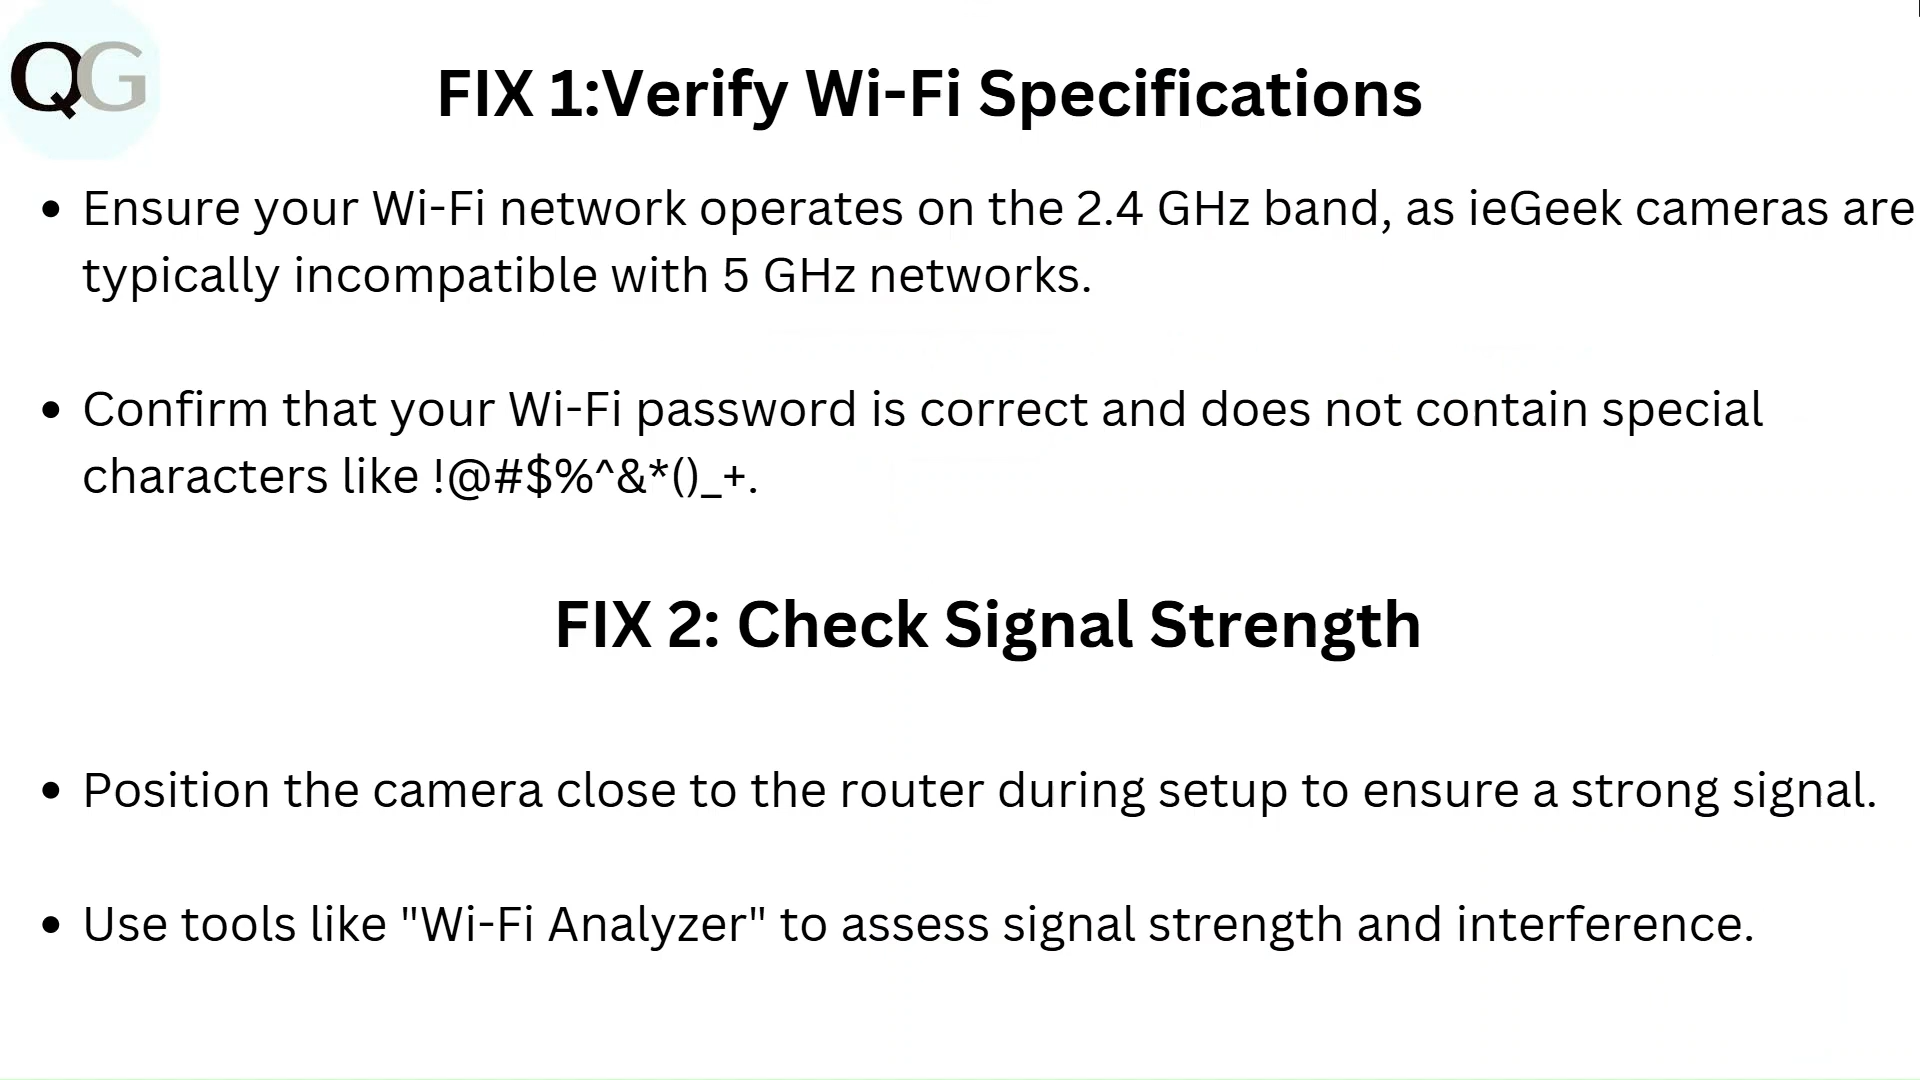 QG
FIX 1:Verify Wi-Fi Specifications
• Ensure your Wi-Fi network operates on the 2.4 GHz band, as ieGeek cameras are
typically incompatible with 5 GHz networks.
• Confirm that your Wi-Fi password is correct and does not contain special
characters like !@#$%^&*()_+.
FIX 2: Check Signal Strength
• Position the camera close to the router during setup to ensure a strong signal.
• Use tools like "Wi-Fi Analyzer" to assess signal strength and interference.